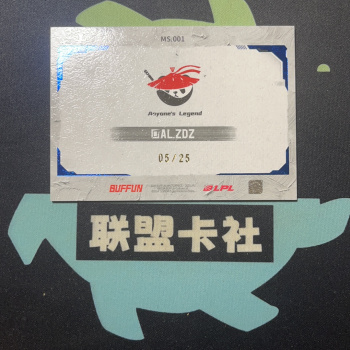 MS:001
Anyone's Legend
@AL.ZDZ
05/25
BUFFUN
LPL
联盟卡社